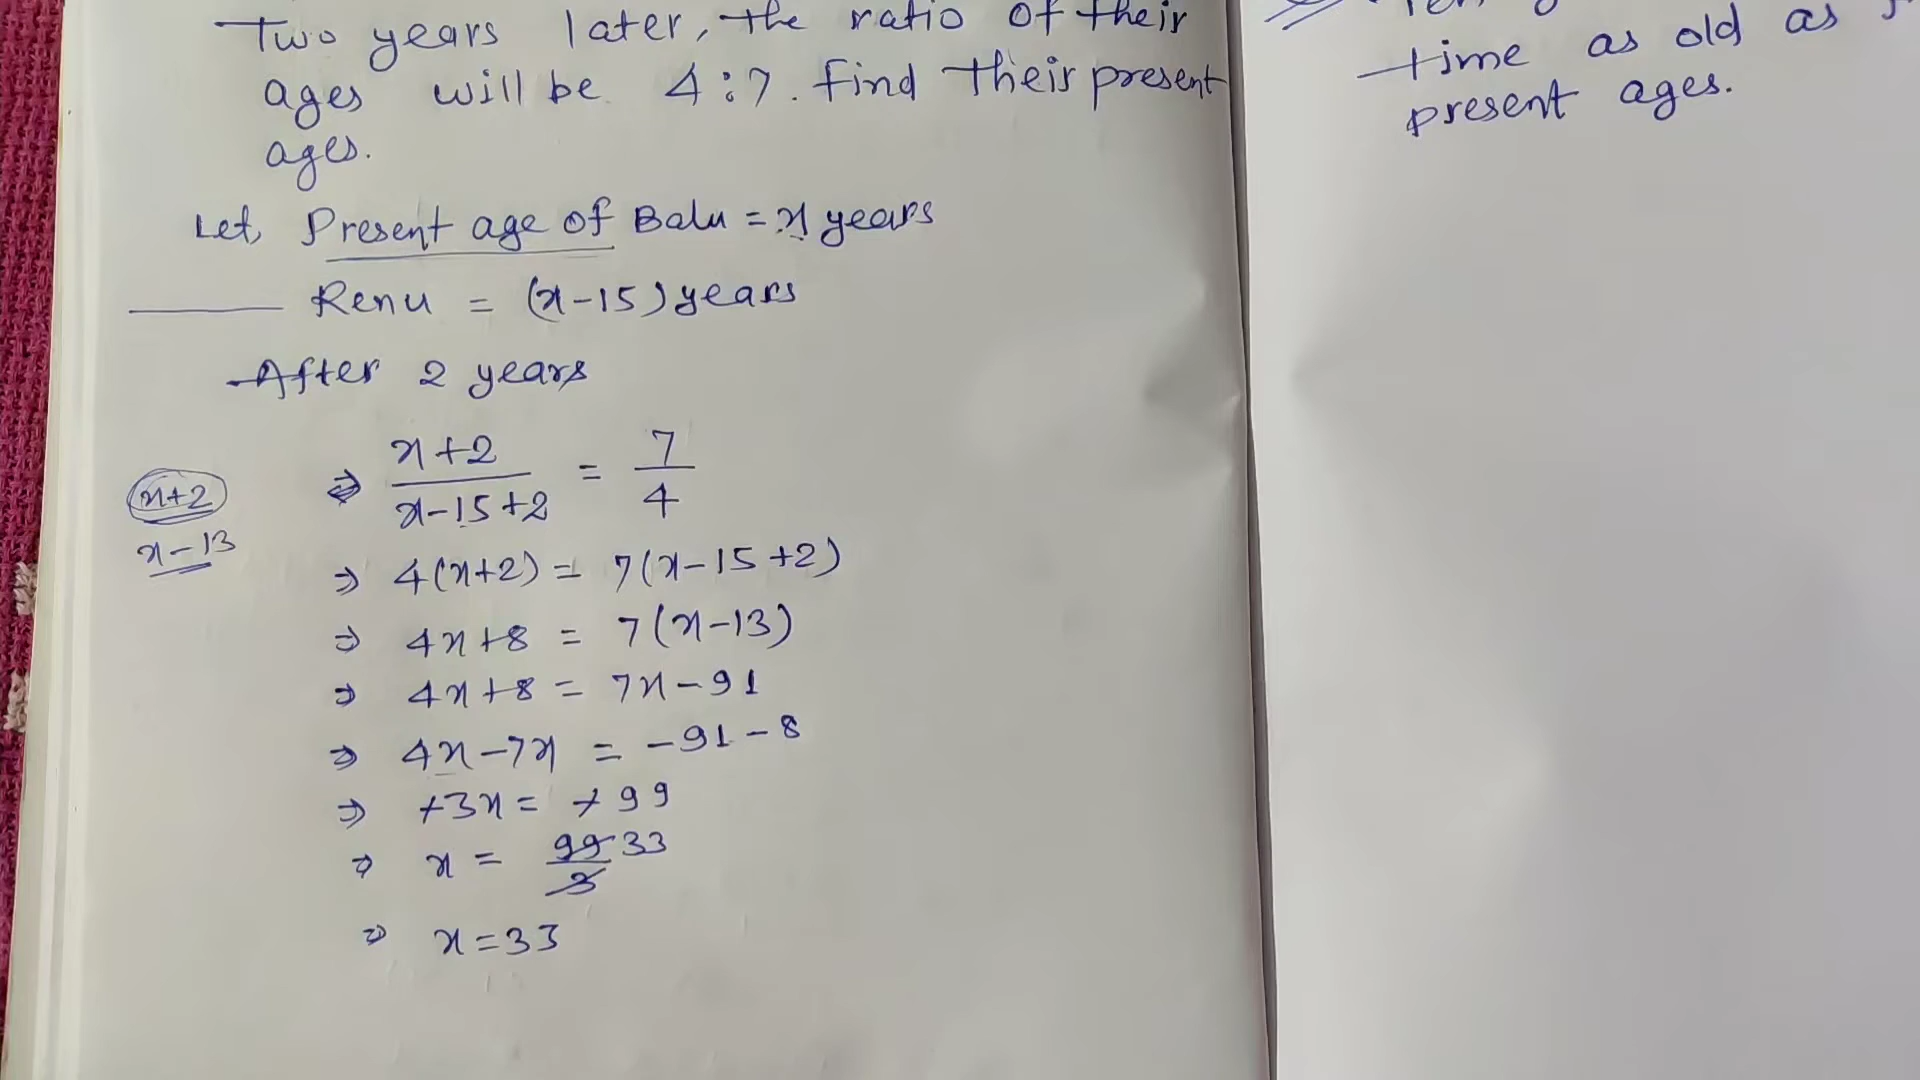 Two years later, the ratio of their
ages will be 4:7. Find their present
ages.
Let, Present age of Balu = x years
Renu = (x-15) years
After 2 years
⇒ x+2 / x-15+2 = 7/4
x+2
x-13
⇒ 4(x+2) = 7(x-15+2)
⇒ 4x+8 = 7(x-13)
⇒ 4x+8 = 7x-91
⇒ 4x-7x = -91-8
⇒ +3x = +99
⇒ x = 99/3 33
⇒ x=33
time as old as
present ages.